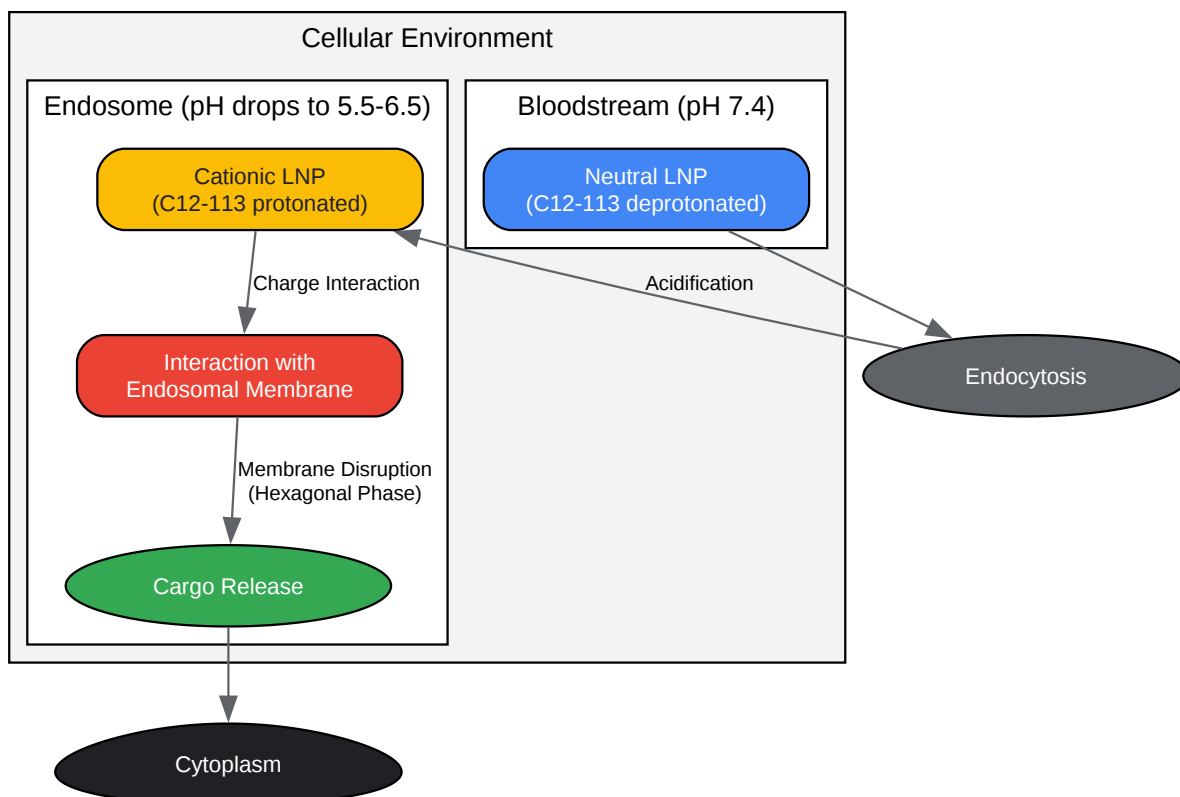 Cellular Environment
Endosome (pH drops to 5.5-6.5)
Bloodstream (pH 7.4)
Cationic LNP
(C12-113 protonated)
Neutral LNP
(C12-113 deprotonated)
Charge Interaction
Acidification
Interaction with
Endosomal Membrane
Endocytosis
Membrane Disruption
(Hexagonal Phase)
Cargo Release
Cytoplasm